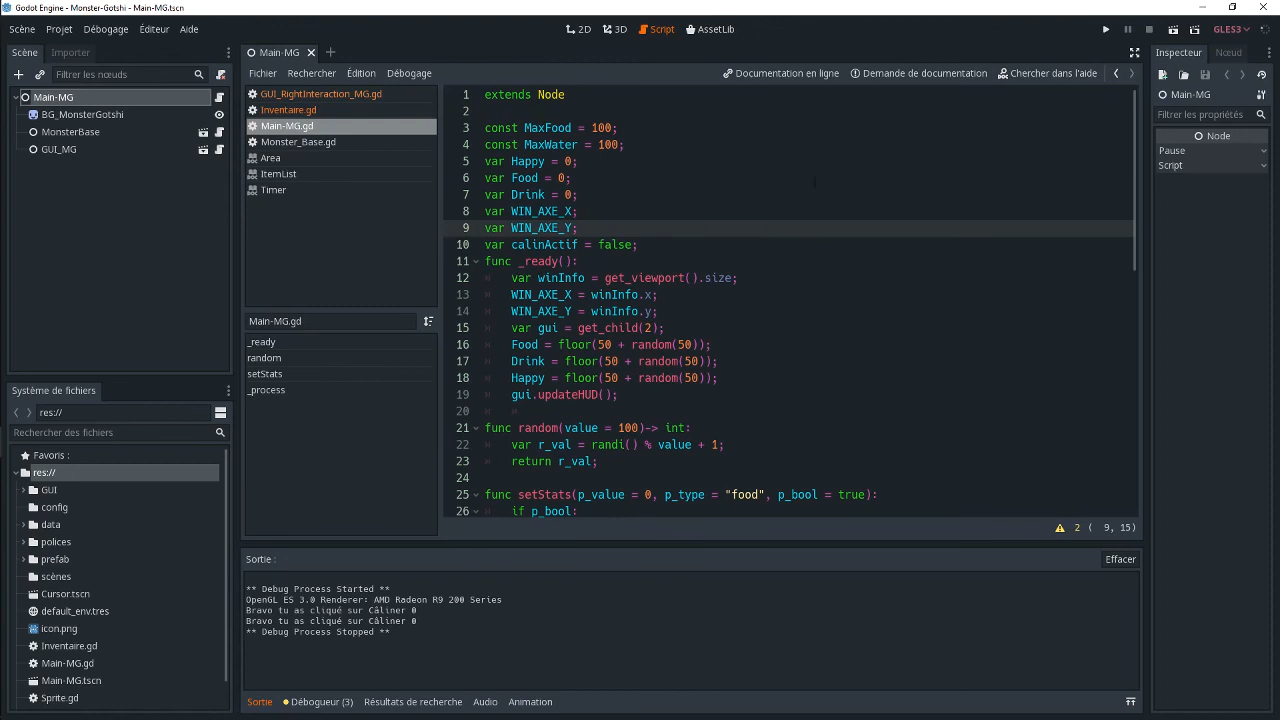 Godot Engine - Monster-Gotshi - Main-MG.tscn
Scène Projet Débogage Éditeur Aide
2D 3D Script AssetLib
GLES3
Scène Importer
Filtrer les nœuds
Main-MG
BG_MonsterGotshi
MonsterBase
GUI_MG
Système de fichiers
res://
Rechercher des fichiers
Favoris :
res://
GUI
config
data
polices
prefab
scènes
Cursor.tscn
default_env.tres
icon.png
Inventaire.gd
Main-MG.gd
Main-MG.tscn
Sprite.gd
Main-MG
Fichier Rechercher Édition Débogage
Documentation en ligne Demande de documentation Chercher dans l'aide
GUI_RightInteraction_MG.gd
Inventaire.gd
Main-MG.gd
Monster_Base.gd
Area
ItemList
Timer
Main-MG.gd
_ready
random
setStats
_process
1 extends Node
2
3 const MaxFood = 100;
4 const MaxWater = 100;
5 var Happy = 0;
6 var Food = 0;
7 var Drink = 0;
8 var WIN_AXE_X;
9 var WIN_AXE_Y;
10 var calinActif = false;
11 func _ready():
12 var winInfo = get_viewport().size;
13 WIN_AXE_X = winInfo.x;
14 WIN_AXE_Y = winInfo.y;
15 var gui = get_child(2);
16 Food = floor(50 + random(50));
17 Drink = floor(50 + random(50));
18 Happy = floor(50 + random(50));
19 gui.updateHUD();
20
21 func random(value = 100)-> int:
22 var r_val = randi() % value + 1;
23 return r_val;
24
25 func setStats(p_value = 0, p_type = "food", p_bool = true):
26 if p_bool:
2 ( 9, 15)
Sortie :
Effacer
** Debug Process Started **
OpenGL ES 3.0 Renderer: AMD Radeon R9 200 Series
Bravo tu as cliqué sur Câliner 0
Bravo tu as cliqué sur Câliner 0
** Debug Process Stopped **
Sortie Débogueur (3) Résultats de recherche Audio Animation
Inspecteur Nœud
Main-MG
Filtrer les propriétés
Node
Pause
Script